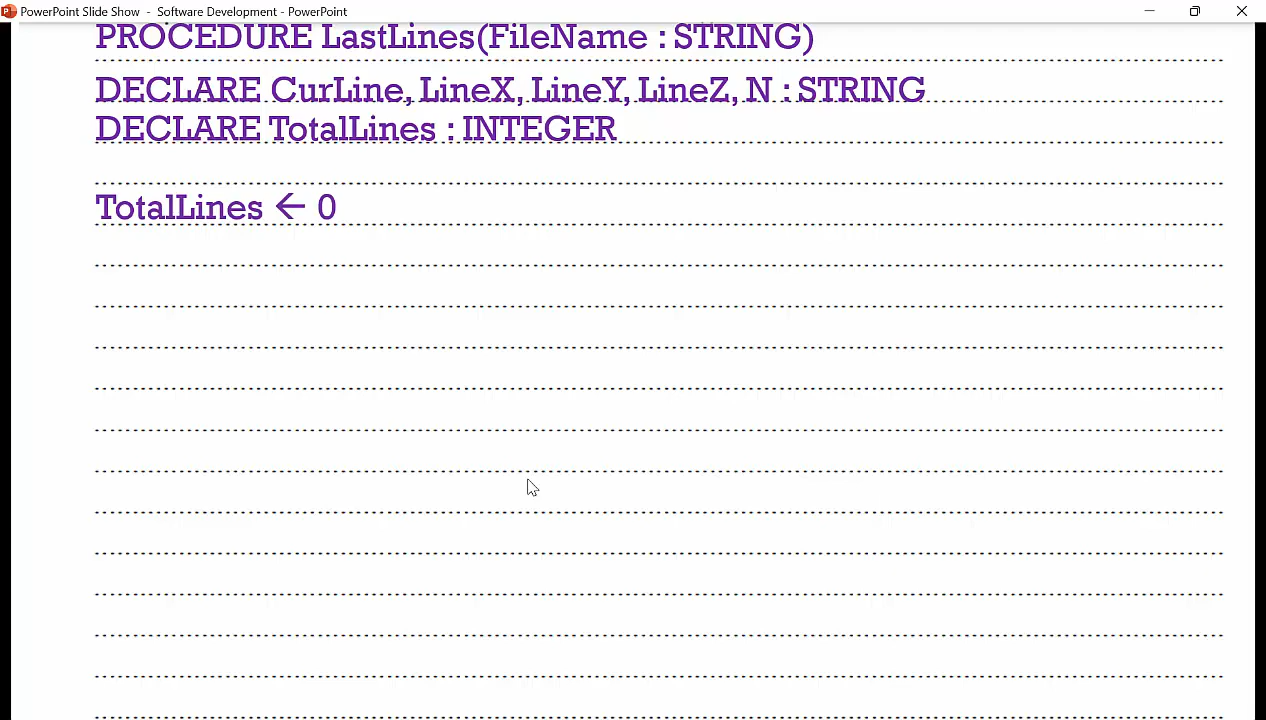 PowerPoint Slide Show - Software Development - PowerPoint
PROCEDURE LastLines(FileName : STRING)
DECLARE CurLine, LineX, LineY, LineZ, N : STRING
DECLARE TotalLines : INTEGER
TotalLines ← 0